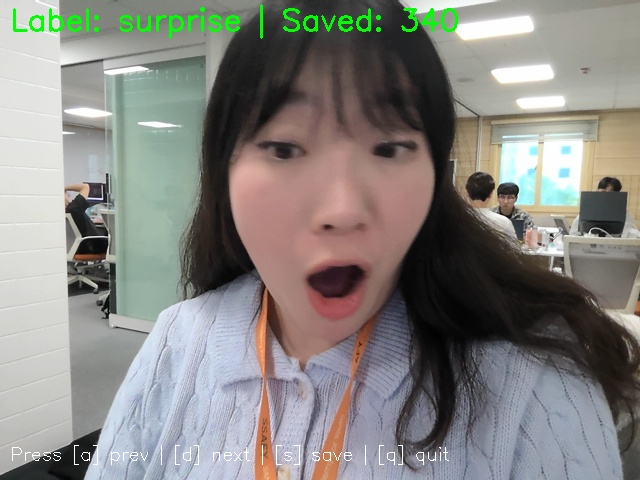 Label: surprise | Saved: 340
Press [a] prev | [d] next | [s] save | [q] quit